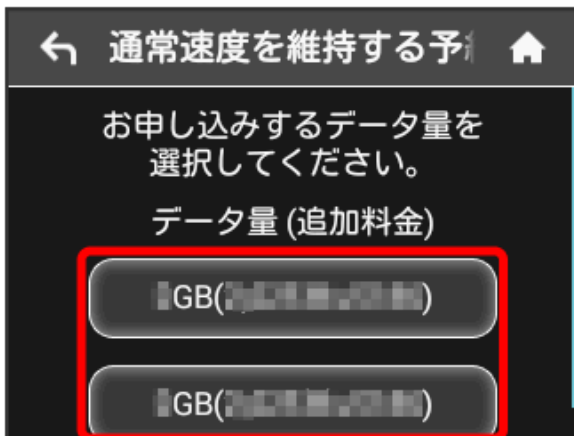 通常速度を維持する予
お申し込みするデータ量を
選択してください。
データ量 (追加料金)
GB( )
GB( )